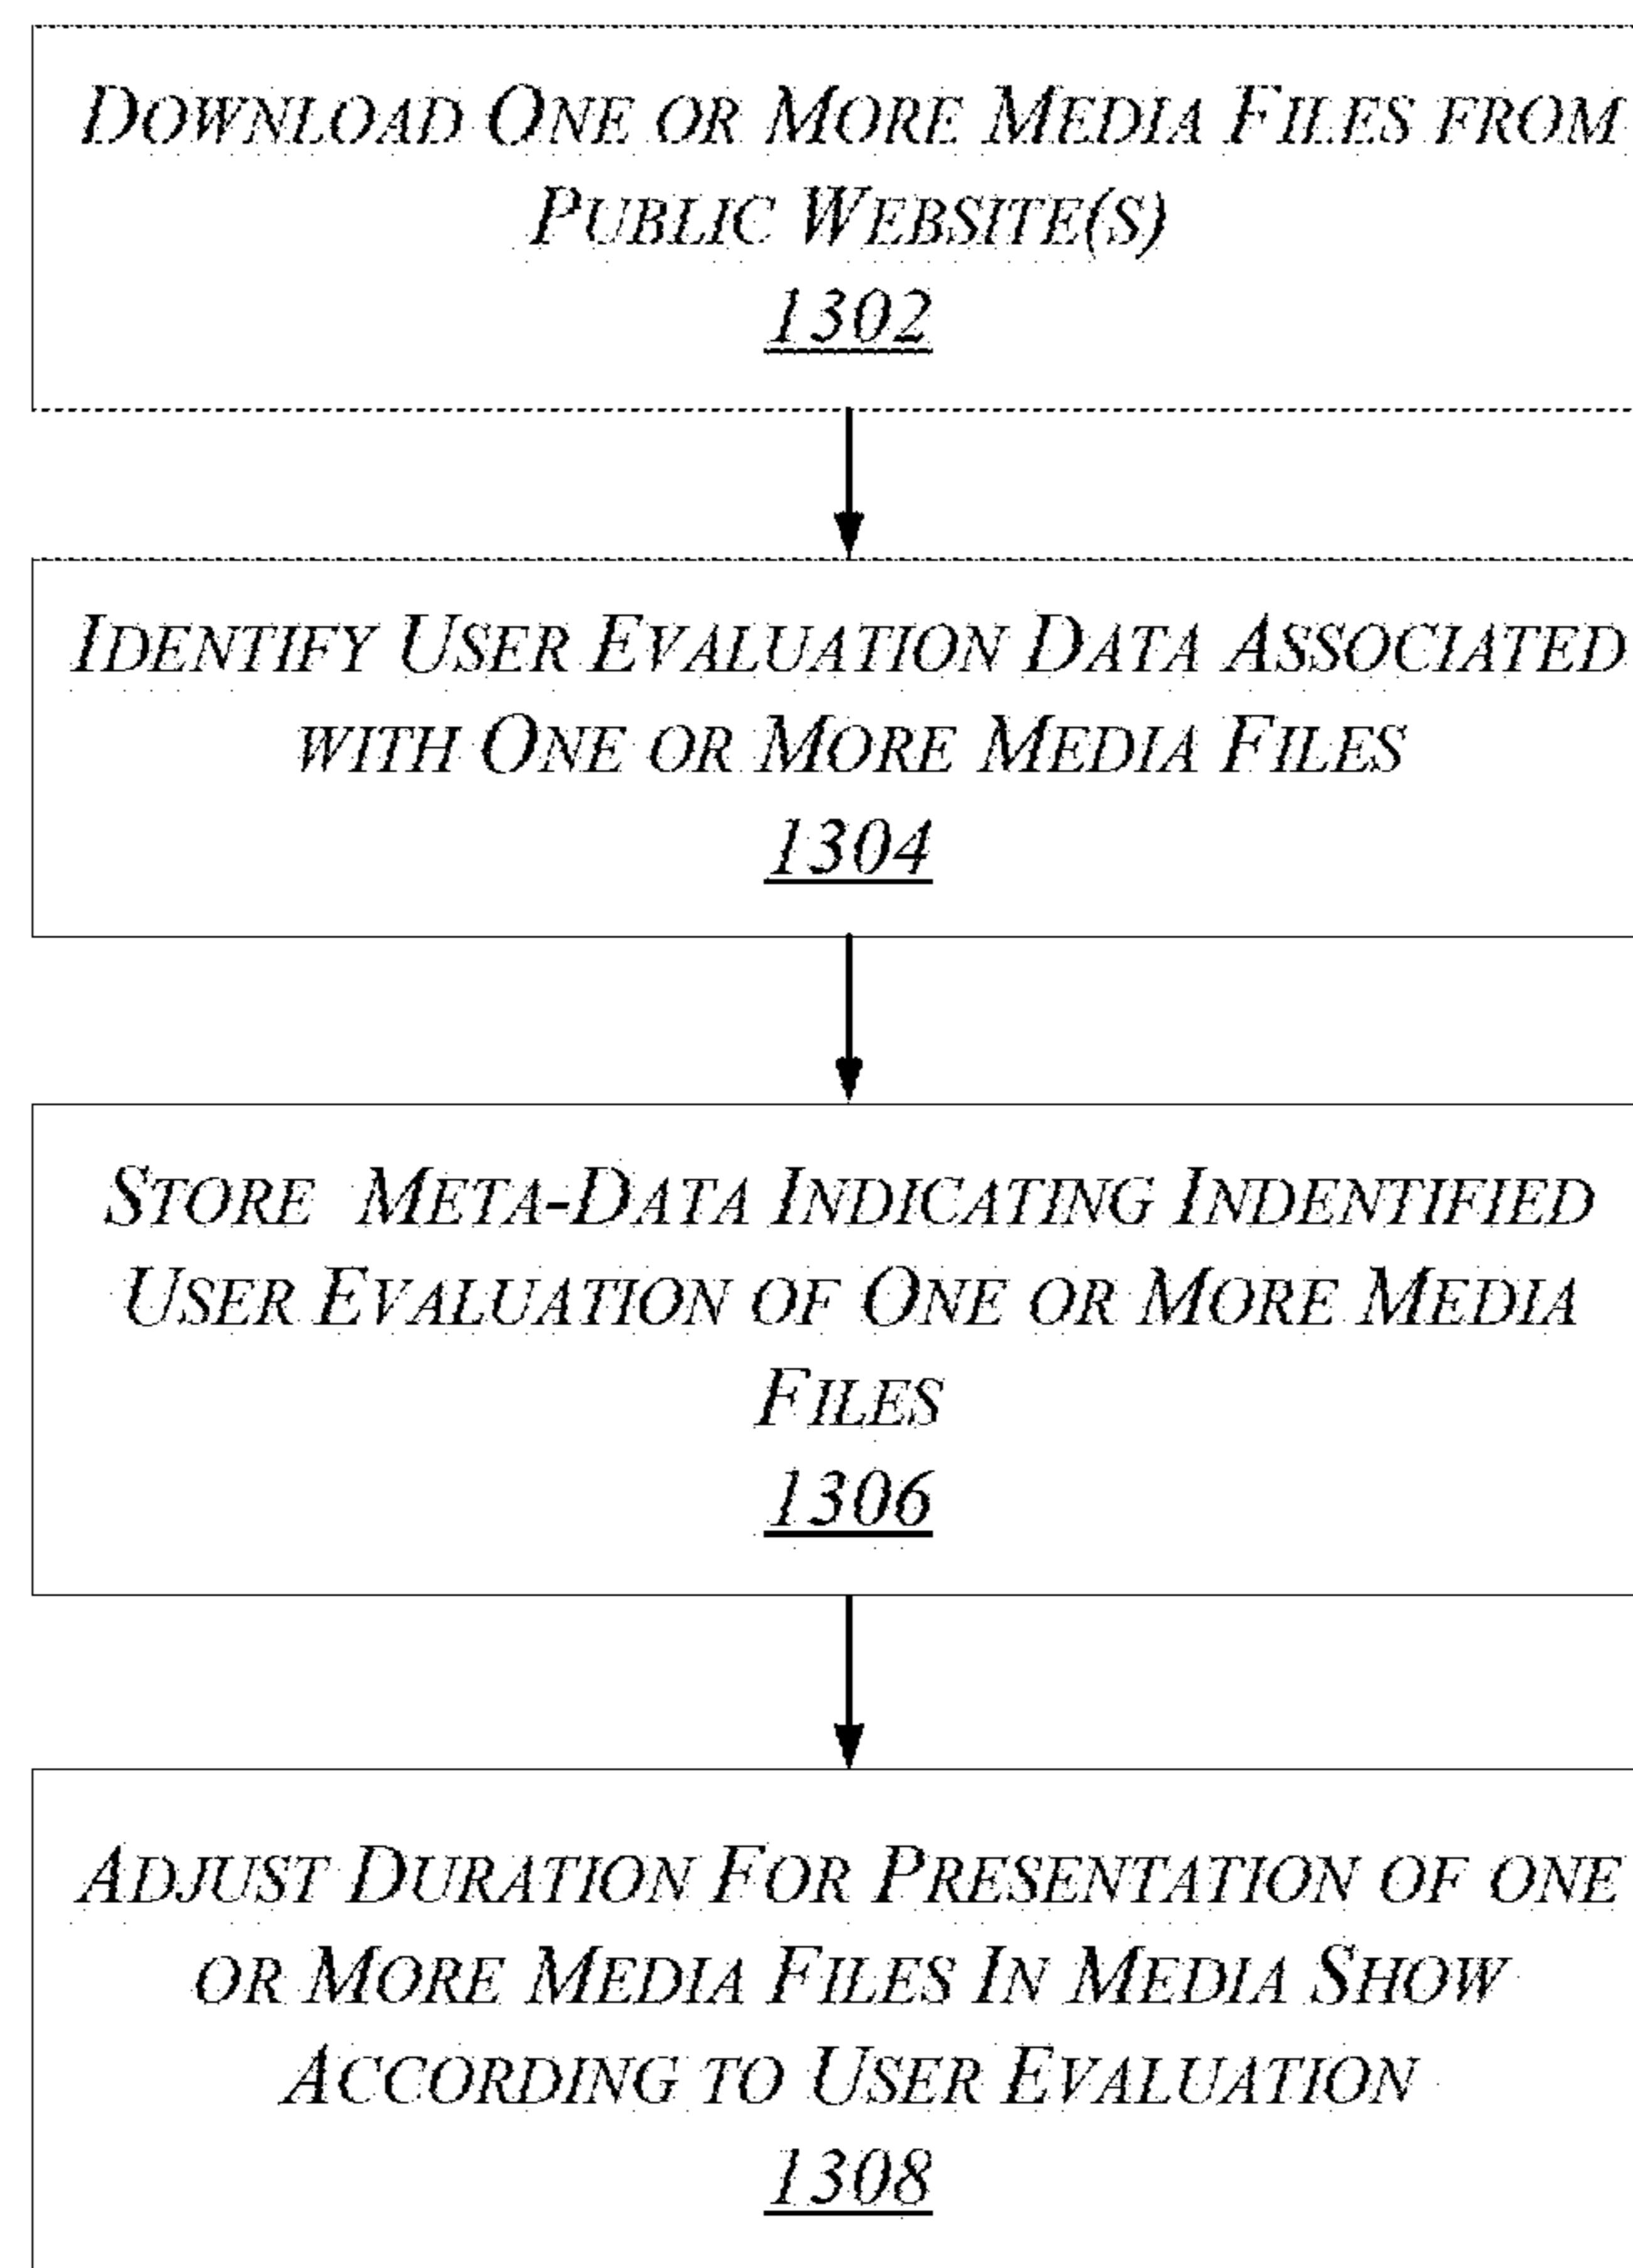 DOWNLOAD ONE OR MORE MEDIA FILES FROM
PUBLIC WEBSITE(S)
1302
IDENTIFY USER EVALUATION DATA ASSOCIATED
WITH ONE OR MORE MEDIA FILES
1304
STORE META-DATA INDICATING INDENTIFIED
USER EVALUATION OF ONE OR MORE MEDIA
FILES
1306
ADJUST DURATION FOR PRESENTATION OF ONE
OR MORE MEDIA FILES IN MEDIA SHOW
ACCORDING TO USER EVALUATION
1308